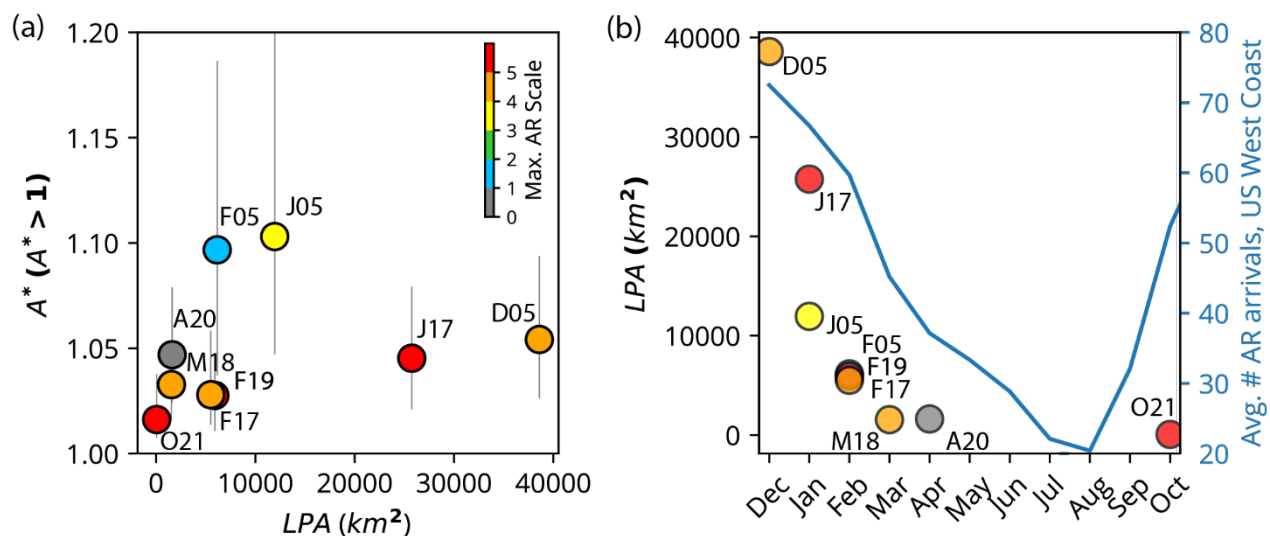 (a)
1.20
1.15
1.10
1.05
1.00
A* (A* > 1)
F05
J05
A20
M18
F19
F17
O21
J17
D05
5
4
3
2
1
0
Max. AR Scale
0 10000 20000 30000 40000
LPA (km²)
(b)
40000
30000
20000
10000
0
LPA (km²)
D05
J17
J05
F05
F19
F17
M18
A20
O21
80
70
60
50
40
30
20
Avg. # AR arrivals, US West Coast
Dec Jan Feb Mar Apr May Jun Jul Aug Sep Oct